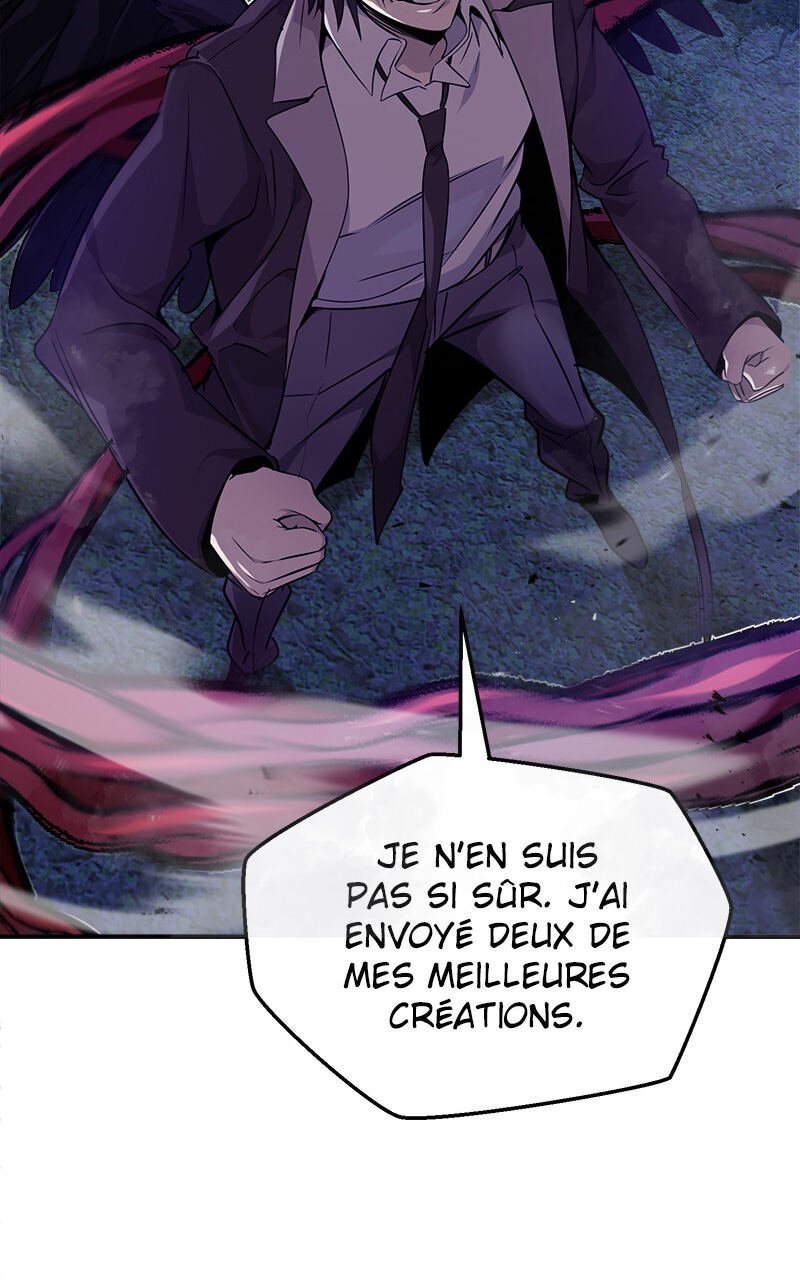 JE N'EN SUIS
PAS SI SÛR. J'AI
ENVOYÉ DEUX DE
MES MEILLEURES
CRÉATIONS.